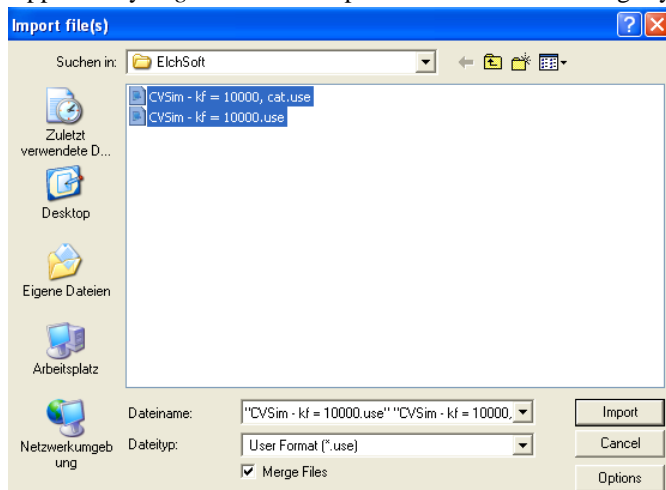 Import file(s)
Suchen in:
ElchSoft
CVSim - kf = 10000, cat.use
CVSim - kf = 10000.use
Zuletzt
verwendete D...
Desktop
Eigene Dateien
Arbeitsplatz
Netzwerkumgeb
ung
Dateiname:
"CVSim - kf = 10000.use" "CVSim - kf = 10000,
Import
Dateityp:
User Format (*.use)
Cancel
Merge Files
Options